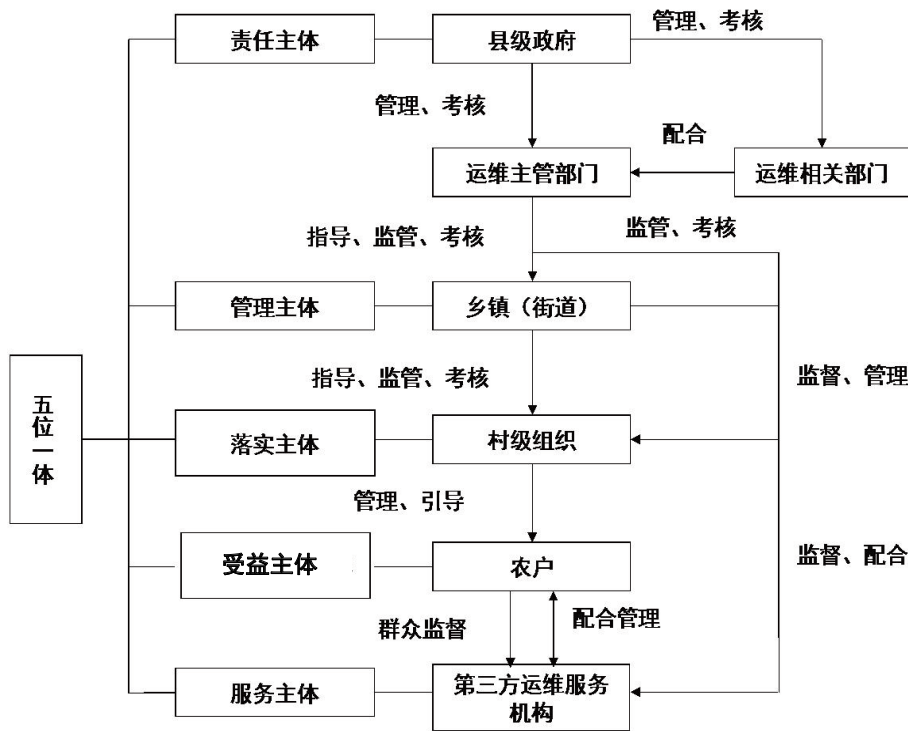 责任主体
县级政府
管理、考核
管理、考核
配合
运维主管部门
运维相关部门
指导、监管、考核
监管、考核
管理主体
乡镇（街道）
指导、监管、考核
监督、管理
五位一体
落实主体
村级组织
管理、引导
受益主体
农户
监督、配合
群众监督
配合管理
服务主体
第三方运维服务
机构